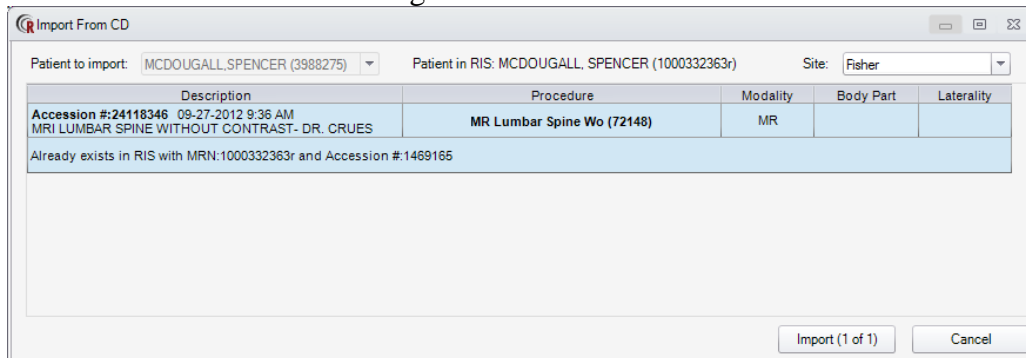 Import From CD
Patient to import: MCDOUGALL,SPENCER (3988275) Patient in RIS: MCDOUGALL, SPENCER (1000332363r) Site: Fisher
Description Procedure Modality Body Part Laterality
Accession #:24118346 09-27-2012 9:36 AM
MRI LUMBAR SPINE WITHOUT CONTRAST- DR. CRUES
MR Lumbar Spine Wo (72148) MR
Already exists in RIS with MRN:1000332363r and Accession #:1469165
Import (1 of 1) Cancel